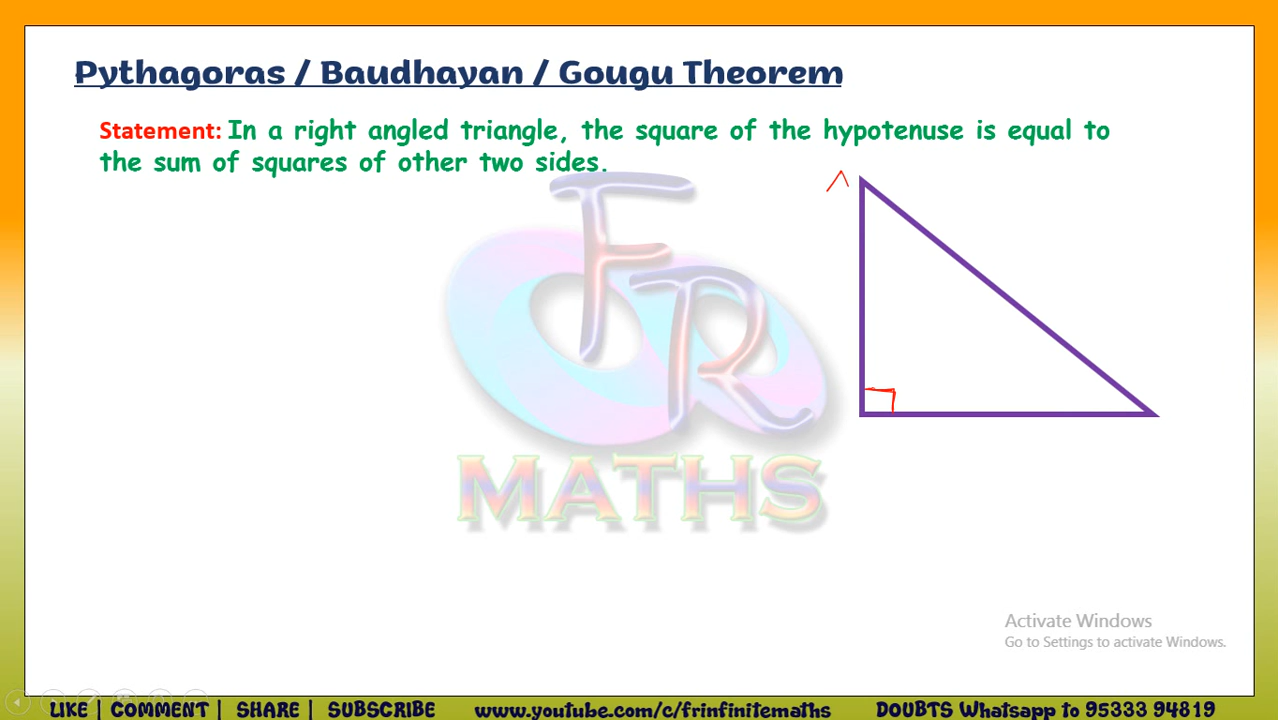 Pythagoras / Baudhayan / Gougu Theorem
Statement: In a right angled triangle, the square of the hypotenuse is equal to
the sum of squares of other two sides.
FR
MATHS
Activate Windows
Go to Settings to activate Windows.
LIKE | COMMENT | SHARE | SUBSCRIBE www.youtube.com/c/frinfinitemaths DOUBTS Whatsapp to 95333 94819